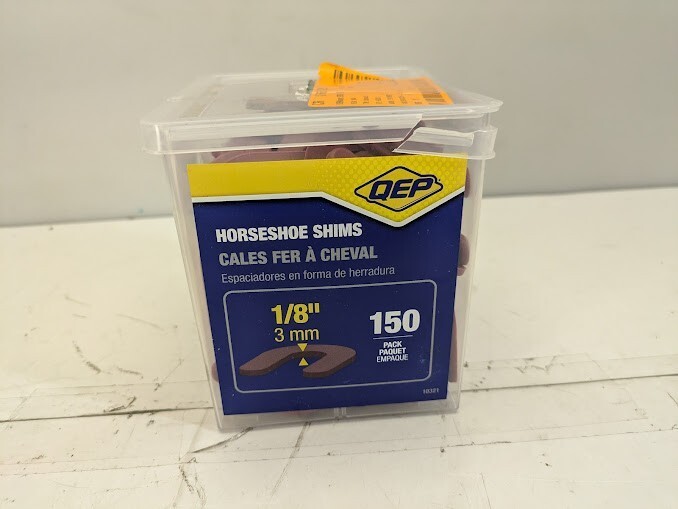 QEP
HORSESHOE SHIMS
CALES FER À CHEVAL
Espaciadores en forma de herradura
1/8"
3 mm
150
PACK
PAQUET
EMPAQUE
10321